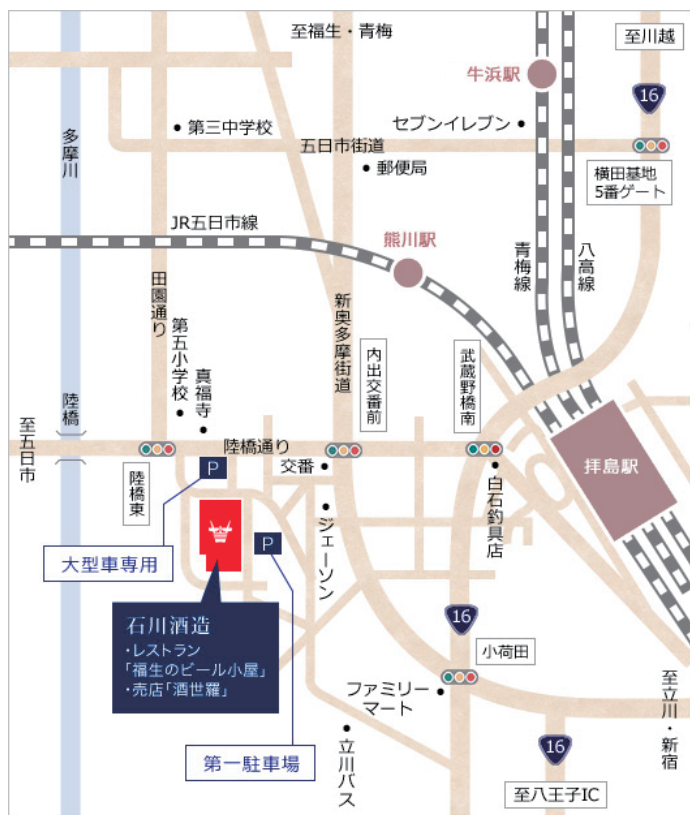 至福生・青梅
至川越
牛浜駅
16
多摩川
第三中学校
セブンイレブン
五日市街道
郵便局
横田基地
5番ゲート
JR五日市線
熊川駅
青梅線
八高線
田園通り
第五小学校
真福寺
新奥多摩街道
内出交番前
武蔵野橋南
陸橋
至五日市
陸橋通り
拝島駅
陸橋東
P
交番
白石釣具店
大型車専用
P
ジェーソン
石川酒造
・レストラン
「福生のビール小屋」
・売店「酒世羅」
16
小荷田
ファミリー
マート
至立川・新宿
第一駐車場
立川バス
16
至八王子IC